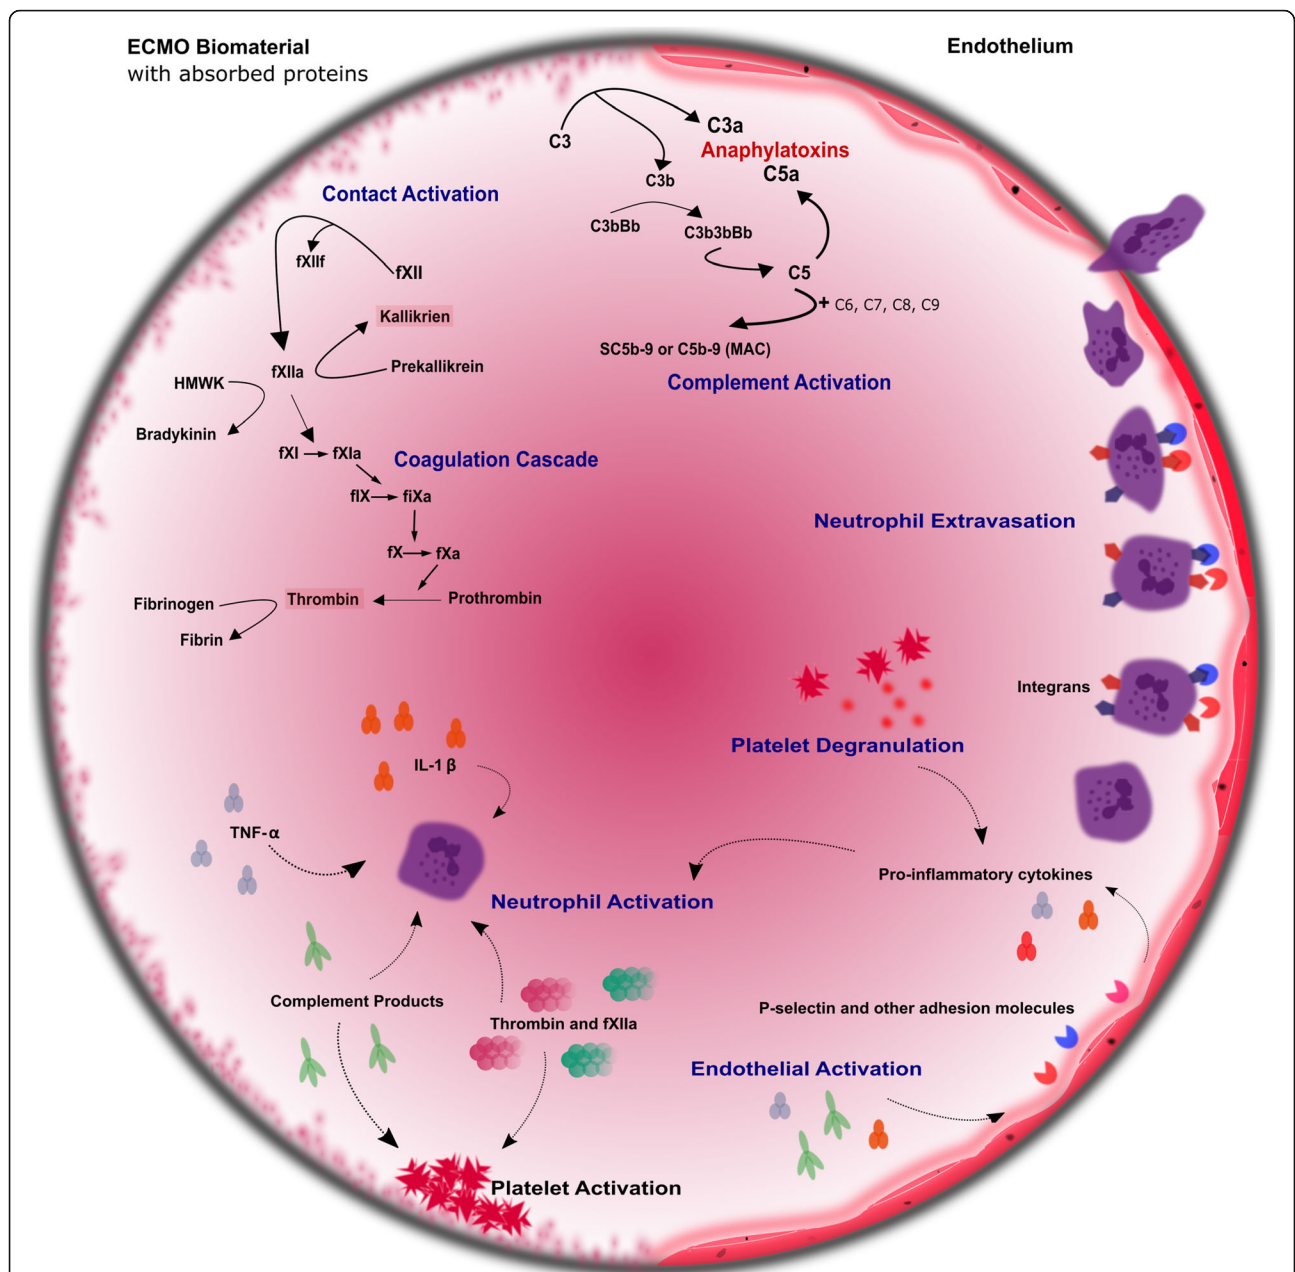 ECMO Biomaterial
with absorbed proteins
Endothelium
C3
C3a
Anaphylatoxins
C5a
C3b
C3bBb
C3b3bBb
C5
+ C6, C7, C8, C9
SC5b-9 or C5b-9 (MAC)
Complement Activation
Contact Activation
fXIIf
fXII
Kallikrien
fXIIa
Prekallikrein
HMWK
Bradykinin
fXI
fXIa
Coagulation Cascade
fIX
fiXa
fX
fXa
Fibrinogen
Thrombin
Prothrombin
Fibrin
Neutrophil Extravasation
Integrans
Platelet Degranulation
IL-1 β
TNF-α
Neutrophil Activation
Pro-inflammatory cytokines
Complement Products
Thrombin and fXIIa
P-selectin and other adhesion molecules
Endothelial Activation
Platelet Activation